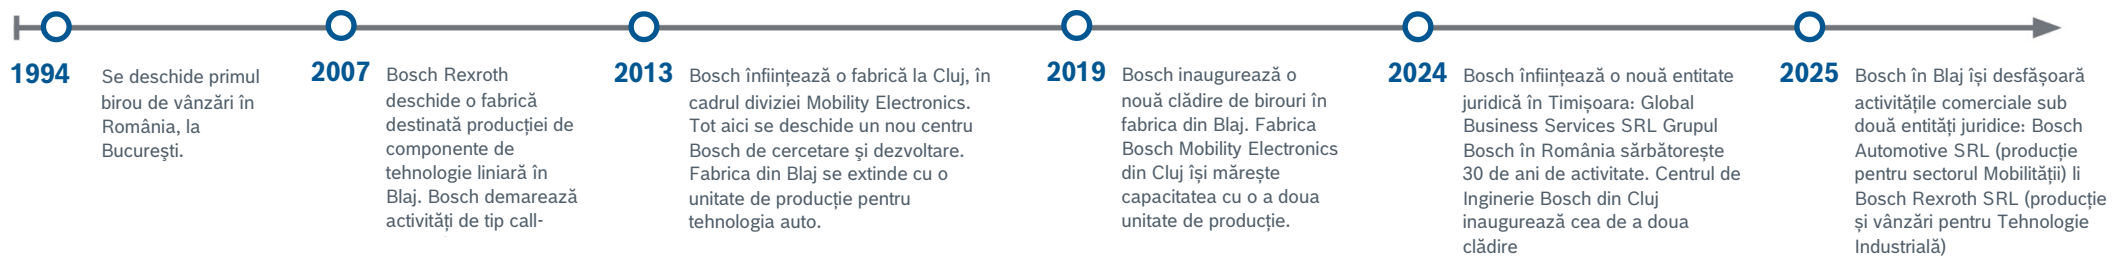 1994
Se deschide primul
birou de vânzări în
România, la
Bucureşti.
2007
Bosch Rexroth
deschide o fabrică
destinată producției de
componente de
tehnologie liniară în
Blaj. Bosch demarează
activități de tip call-
2013
Bosch înființează o fabrică la Cluj, în
cadrul diviziei Mobility Electronics.
Tot aici se deschide un nou centru
Bosch de cercetare şi dezvoltare.
Fabrica din Blaj se extinde cu o
unitate de producție pentru
tehnologia auto.
2019
Bosch inaugurează o
nouă clădire de birouri în
fabrica din Blaj. Fabrica
Bosch Mobility Electronics
din Cluj își mărește
capacitatea cu o a doua
unitate de producție.
2024
Bosch înființează o nouă entitate
juridică în Timișoara: Global
Business Services SRL Grupul
Bosch în România sărbătorește
30 de ani de activitate. Centrul de
Inginerie Bosch din Cluj
inaugurează cea de a doua
clădire
2025
Bosch în Blaj își desfășoară
activitățile comerciale sub
două entități juridice: Bosch
Automotive SRL (producție
pentru sectorul Mobilității) li
Bosch Rexroth SRL (producție
și vânzări pentru Tehnologie
Industrială)